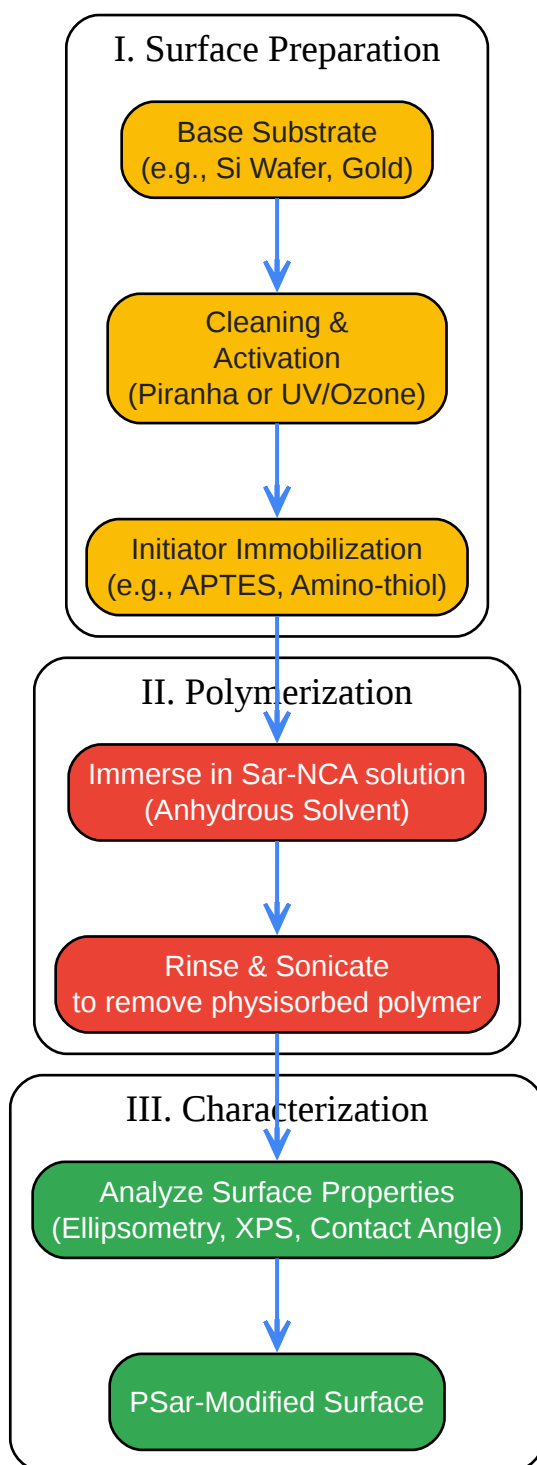 I. Surface Preparation
Base Substrate
(e.g., Si Wafer, Gold)
Cleaning &
Activation
(Piranha or UV/Ozone)
Initiator Immobilization
(e.g., APTES, Amino-thiol)
II. Polymerization
Immerse in Sar-NCA solution
(Anhydrous Solvent)
Rinse & Sonicate
to remove physisorbed polymer
III. Characterization
Analyze Surface Properties
(Ellipsometry, XPS, Contact Angle)
PSar-Modified Surface